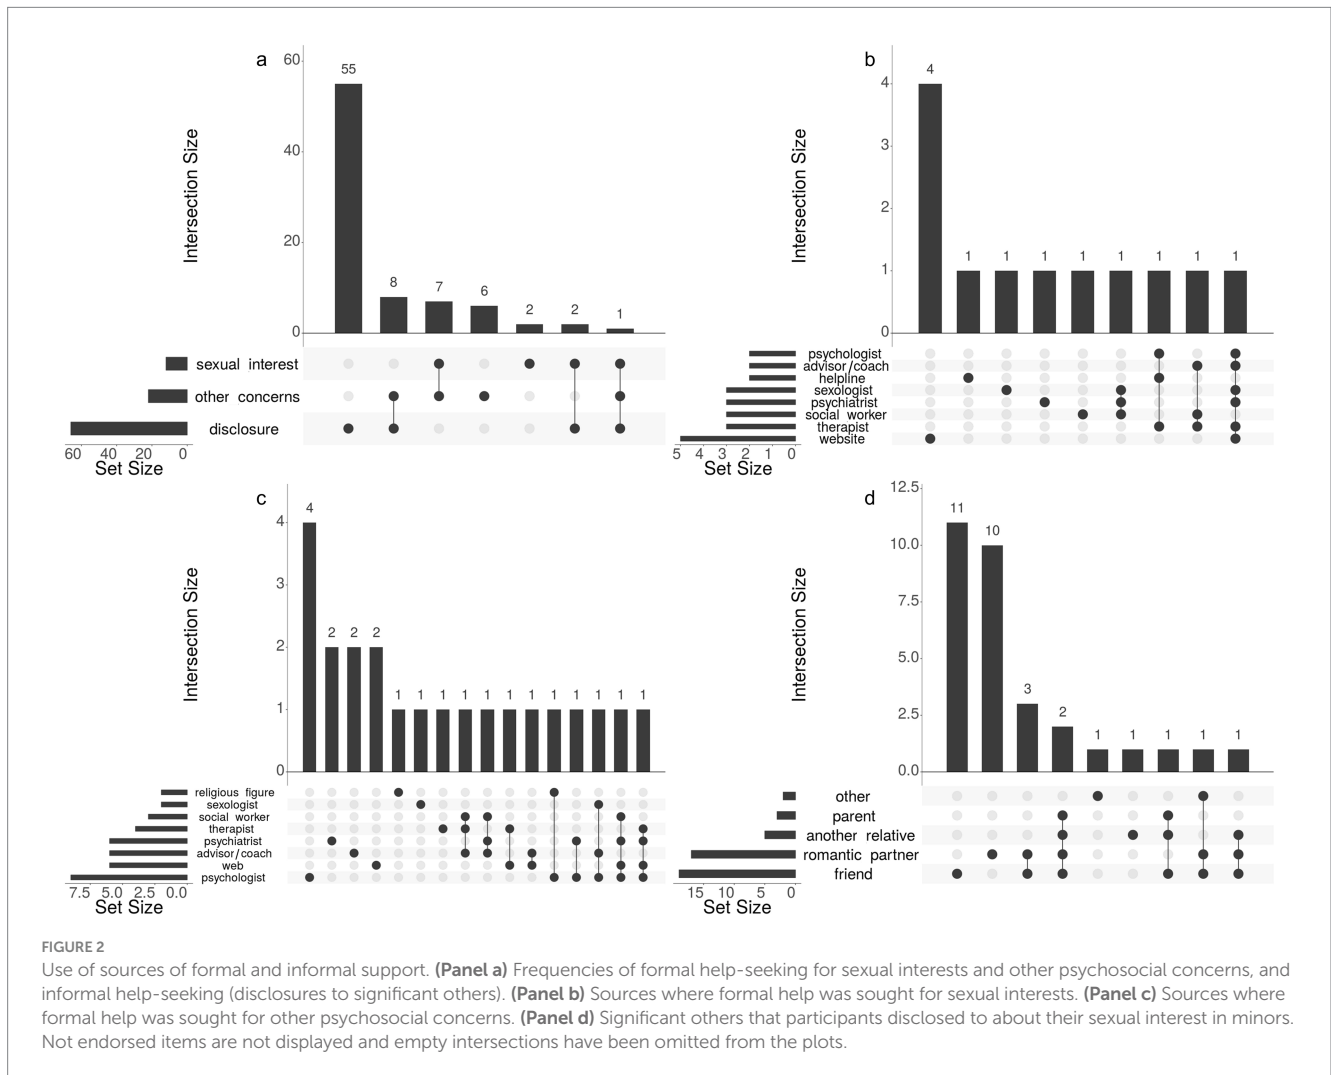 a
60
55
40
20
0
Intersection Size
8
7
6
2
2
1
sexual interest
other concerns
disclosure
60 40 20 0
Set Size
b
4
3
2
1
0
Intersection Size
4
1 1 1 1 1 1 1 1
psychologist
advisor/coach
helpline
sexologist
psychiatrist
social worker
therapist
website
5 4 3 2 1 0
Set Size
c
4
3
2
1
0
Intersection Size
4
2 2 2
1 1 1 1 1 1 1 1 1 1 1 1
religious figure
sexologist
social worker
therapist
psychiatrist
advisor/coach
web
psychologist
7.5 5.0 2.5 0.0
Set Size
d
12.5
10.0
7.5
5.0
2.5
0.0
Intersection Size
11
10
3
2
1 1 1 1 1
other
parent
another relative
romantic partner
friend
15 10 5 0
Set Size
FIGURE 2
Use of sources of formal and informal support. (Panel a) Frequencies of formal help-seeking for sexual interests and other psychosocial concerns, and
informal help-seeking (disclosures to significant others). (Panel b) Sources where formal help was sought for sexual interests. (Panel c) Sources where
formal help was sought for other psychosocial concerns. (Panel d) Significant others that participants disclosed to about their sexual interest in minors.
Not endorsed items are not displayed and empty intersections have been omitted from the plots.